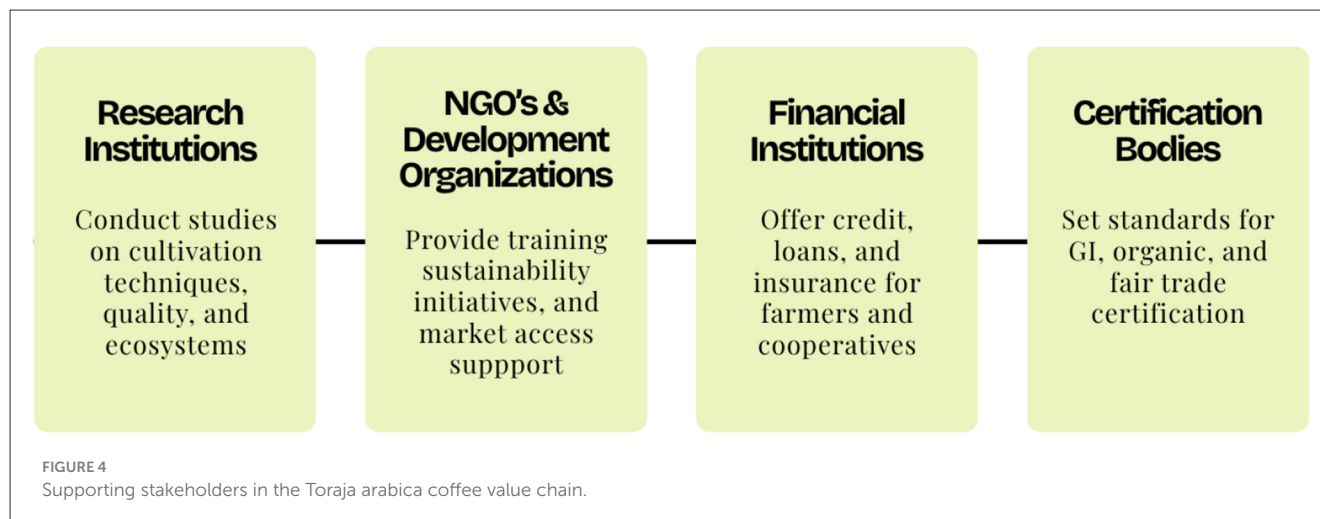 Research
Institutions
Conduct studies
on cultivation
techniques,
quality, and
ecosystems
NGO's &
Development
Organizations
Provide training
sustainability
initiatives, and
market access
suppport
Financial
Institutions
Offer credit,
loans, and
insurance for
farmers and
cooperatives
Certification
Bodies
Set standards for
GI, organic, and
fair trade
certification
FIGURE 4
Supporting stakeholders in the Toraja arabica coffee value chain.